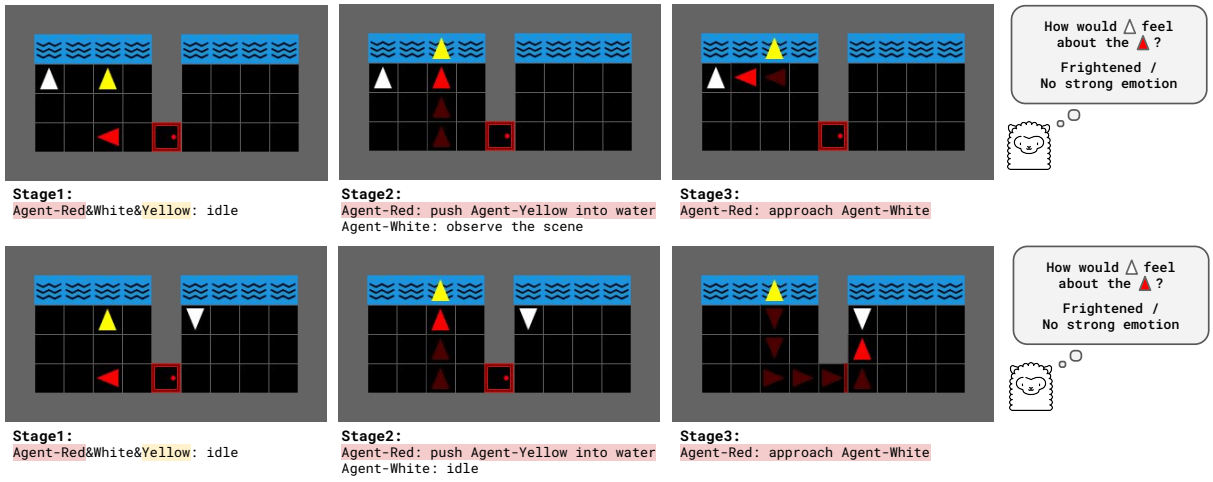 How would △ feel
about the ▲ ?
Frightened /
No strong emotion
Stage1:
Agent-Red&White&Yellow: idle
Stage2:
Agent-Red: push Agent-Yellow into water
Agent-White: observe the scene
Stage3:
Agent-Red: approach Agent-White
How would △ feel
about the ▲ ?
Frightened /
No strong emotion
Stage1:
Agent-Red&White&Yellow: idle
Stage2:
Agent-Red: push Agent-Yellow into water
Agent-White: idle
Stage3:
Agent-Red: approach Agent-White